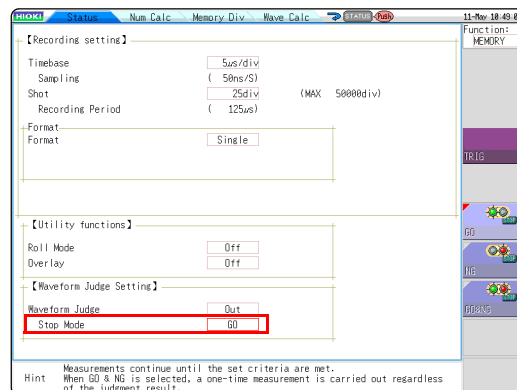 HIOKI Status Num Calc Memory Div Wave Calc STATUS Push 11-May 10:49
Function:
MEMORY
【Recording setting】
Timebase 5µs/div
Sampling ( 50ns/S)
Shot 25div (MAX 50000div)
Recording Period ( 125µs)
Format
Format Single
TRIG
【Utility functions】
Roll Mode Off
Overlay Off
STOP
GO
STOP
NG
【Waveform Judge Setting】
Waveform Judge Out
Stop Mode GO
STOP
GO&NG
Hint Measurements continue until the set criteria are met.
When GO & NG is selected, a one-time measurement is carried out regardless
of the judgment result.